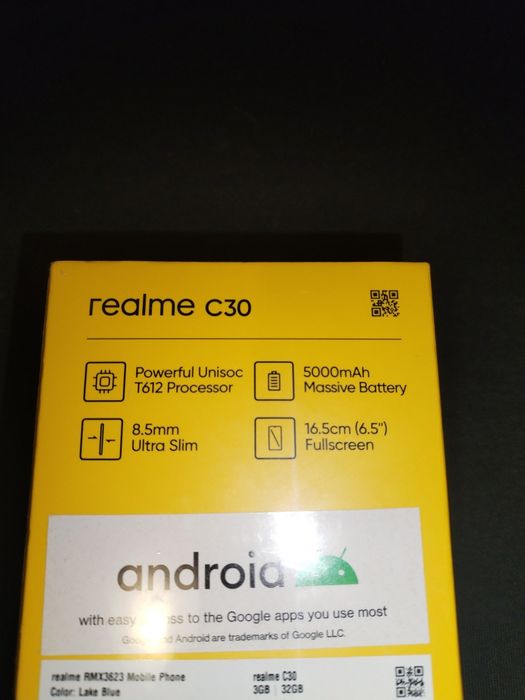 realme C30
Powerful Unisoc
T612 Processor
5000mAh
Massive Battery
8.5mm
Ultra Slim
16.5cm (6.5")
Fullscreen
android
with easy to the Google apps you use most
and Android are trademarks of Google LLC.
realme RMX3623 Mobile Phone
Color: Lake Blue
realme C30
3GB | 32GB